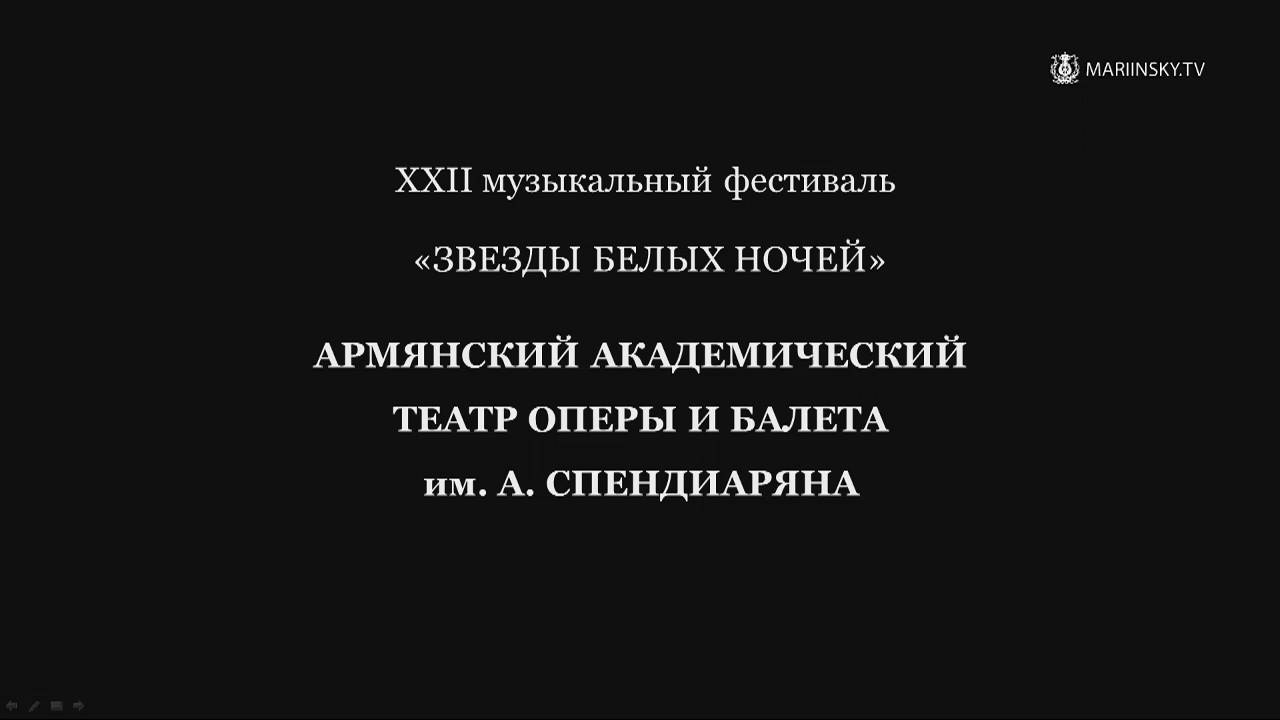 MARIINSKY.TV
XXII музыкальный фестиваль
«ЗВЕЗДЫ БЕЛЫХ НОЧЕЙ»
АРМЯНСКИЙ АКАДЕМИЧЕСКИЙ
ТЕАТР ОПЕРЫ И БАЛЕТА
им. А. СПЕНДИАРЯНА